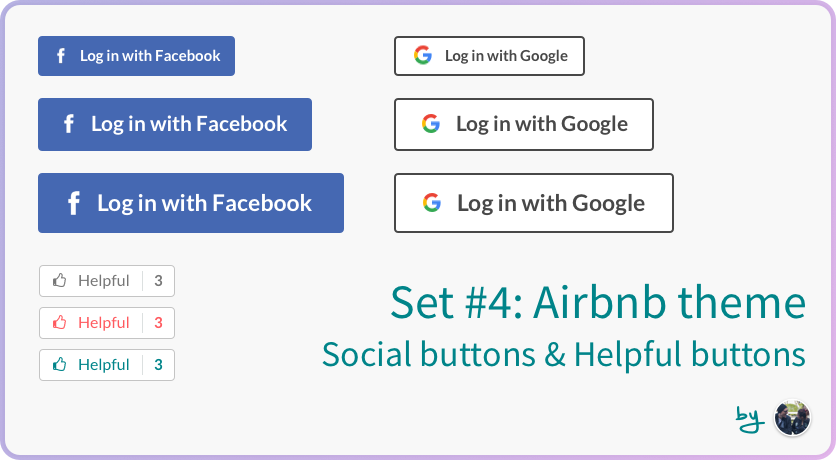 Log in with Facebook
Log in with Google
Log in with Facebook
Log in with Google
Log in with Facebook
Log in with Google
Helpful 3
Helpful 3
Helpful 3
Set #4: Airbnb theme
Social buttons & Helpful buttons
by